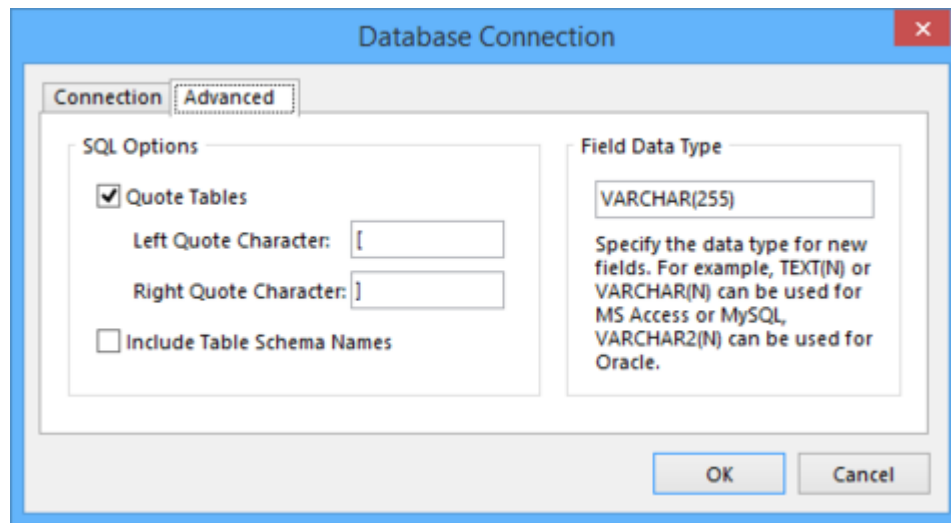 Database Connection
Connection
Advanced
SQL Options
Quote Tables
Left Quote Character: [
Right Quote Character: ]
Include Table Schema Names
Field Data Type
VARCHAR(255)
Specify the data type for new
fields. For example, TEXT(N) or
VARCHAR(N) can be used for
MS Access or MySQL,
VARCHAR2(N) can be used for
Oracle.
OK
Cancel